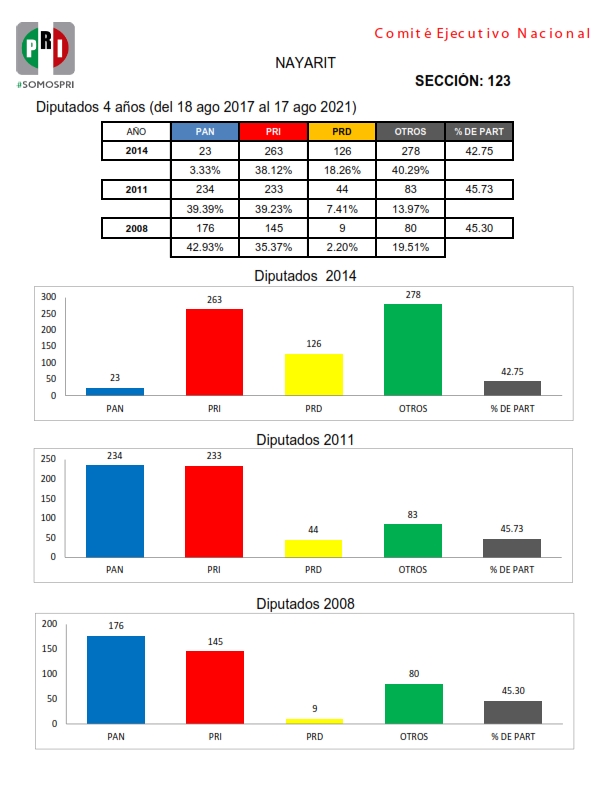 Comité Ejecutivo Nacional
PRI
#SOMOSPRI
NAYARIT
SECCIÓN: 123
Diputados 4 años (del 18 ago 2017 al 17 ago 2021)
AÑO PAN PRI PRD OTROS % DE PART
2014 23 263 126 278 42.75
3.33% 38.12% 18.26% 40.29%
2011 234 233 44 83 45.73
39.39% 39.23% 7.41% 13.97%
2008 176 145 9 80 45.30
42.93% 35.37% 2.20% 19.51%
Diputados 2014
300
250
200
150
100
50
0
23 263 126 278 42.75
PAN PRI PRD OTROS % DE PART
Diputados 2011
250
200
150
100
50
0
234 233 44 83 45.73
PAN PRI PRD OTROS % DE PART
Diputados 2008
200
150
100
50
0
176 145 9 80 45.30
PAN PRI PRD OTROS % DE PART